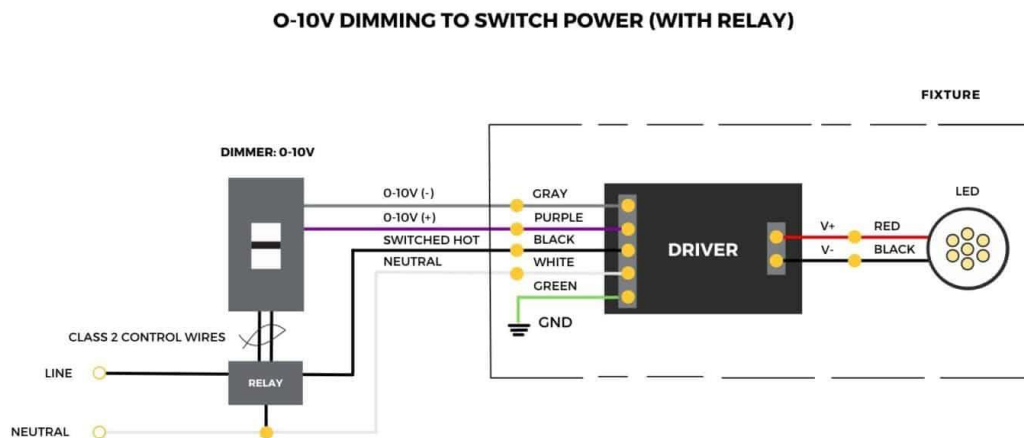 0-10V DIMMING TO SWITCH POWER (WITH RELAY)
FIXTURE
DIMMER: 0-10V
0-10V (-)
GRAY
LED
0-10V (+)
PURPLE
SWITCHED HOT
BLACK
NEUTRAL
WHITE
GREEN
GND
DRIVER
V+
RED
V-
BLACK
CLASS 2 CONTROL WIRES
LINE
RELAY
NEUTRAL